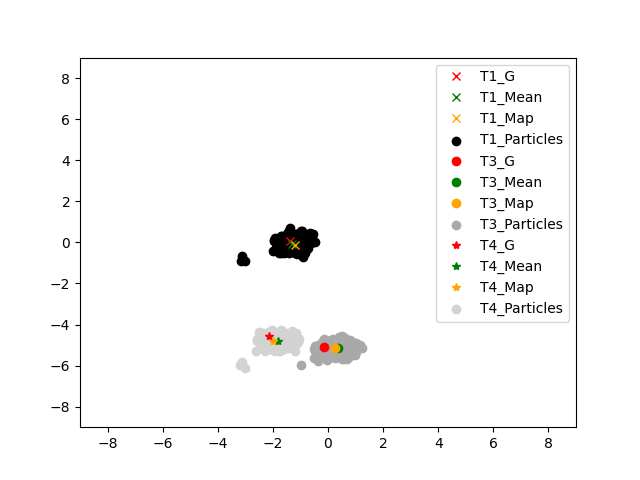 8
6
4
2
0
−2
−4
−6
−8
−8 −6 −4 −2 0 2 4 6 8
T1_G
T1_Mean
T1_Map
T1_Particles
T3_G
T3_Mean
T3_Map
T3_Particles
T4_G
T4_Mean
T4_Map
T4_Particles